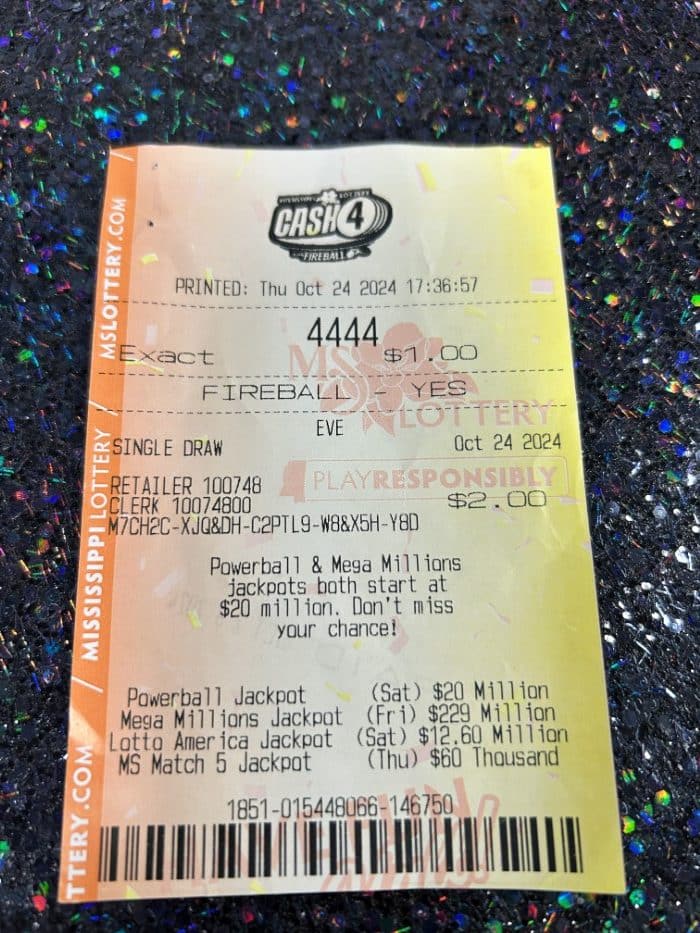 MISSISSIPPI LOTTERY
CASH 4
FIREBALL
PRINTED: Thu Oct 24 2024 17:36:57
4444
Exact $1.00
FIREBALL - YES
MS LOTTERY
EVE
SINGLE DRAW Oct 24 2024
PLAYRESPONSIBLY
RETAILER 100748
CLERK 10074800 $2.00
M7CH2C-XJQ&DH-C2PTL9-W8&X5H-Y8D
Powerball & Mega Millions
jackpots both start at
$20 million. Don't miss
your chance!
Powerball Jackpot (Sat) $20 Million
Mega Millions Jackpot (Fri) $229 Million
Lotto America Jackpot (Sat) $12.60 Million
MS Match 5 Jackpot (Thu) $60 Thousand
1851-015448066-146750
TTERY.COM / MISSISSIPPI LOTTERY / MSLOTTERY.COM /